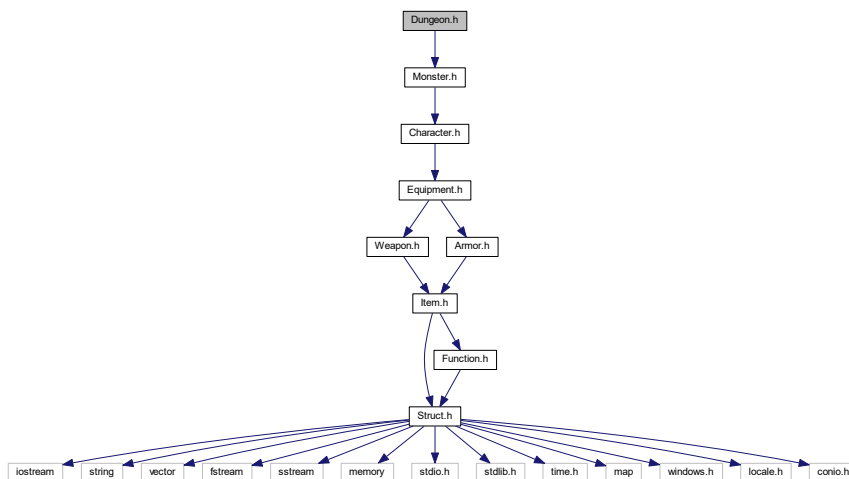 Dungeon.h
Monster.h
Character.h
Equipment.h
Weapon.h Armor.h
Item.h
Function.h
Struct.h
iostream string vector fstream sstream memory stdio.h stdlib.h time.h map windows.h locale.h conio.h